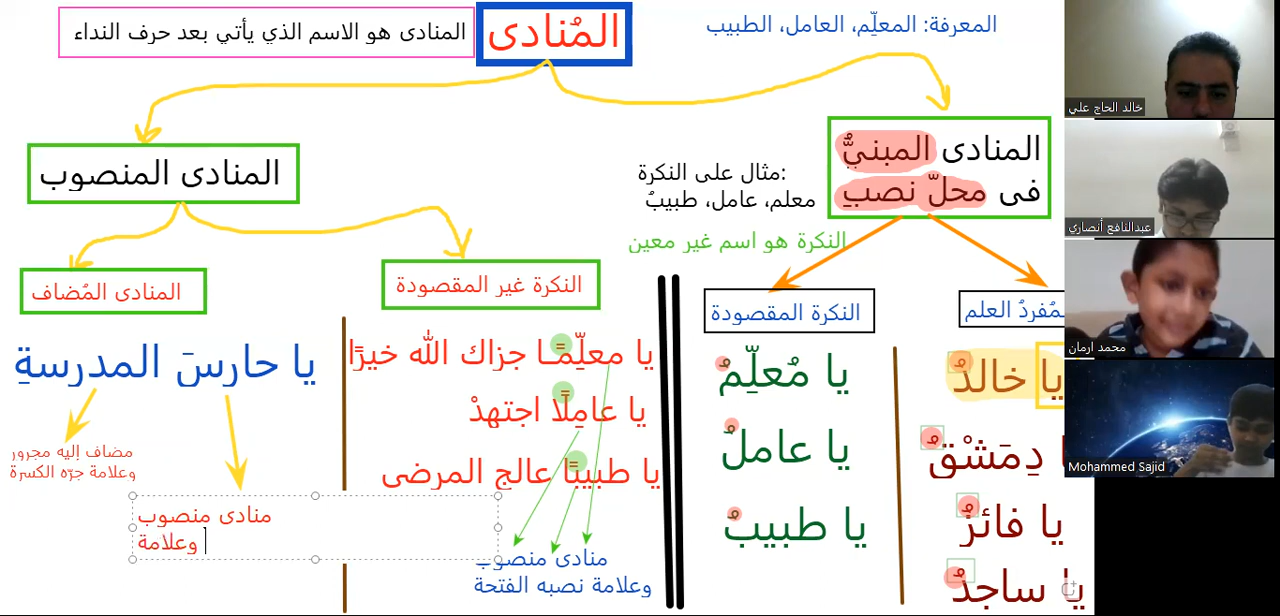 المعرفة: المعلِّم، العامل، الطبيب
المُنادى
المنادى هو الاسم الذي يأتي بعد حرف النداء
المنادى المبنيُّ
في محلّ نصبٍ
المنادى المنصوب
مثال على النكرة:
معلم، عامل، طبيبُ
النكرة هو اسم غير معين
النكرة المقصودة
يا مُعلِّمُ
يا عاملُ
يا طبيبُ
المُفردُ العلم
يا خالدُ
يا دِمَشْقُ
يا فائزُ
يا ساجدُ
النكرة غير المقصودة
يا معلِّمًـا جزاك الله خيرًا
يا عامِلًا اجتهدْ
يا طبيبًا عالج المرضى
منادى منصوب
وعلامة نصبه الفتحة
المنادى المُضاف
يا حارسَ المدرسةِ
مضاف إليه مجرور
وعلامة جرّه الكسرة
منادى منصوب
وعلامة
خالد الحاج علي
عبدالنافع أنصاري
محمد ارمان
Mohammed Sajid